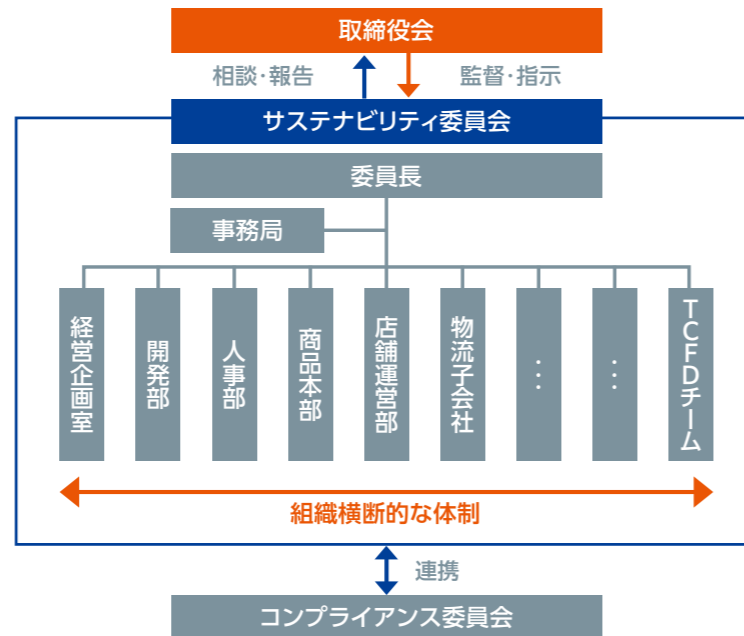 取締役会
相談・報告
監督・指示
サステナビリティ委員会
委員長
事務局
経営企画室
開発部
人事部
商品本部
店舗運営部
物流子会社
…
…
TCFDチーム
組織横断的な体制
連携
コンプライアンス委員会